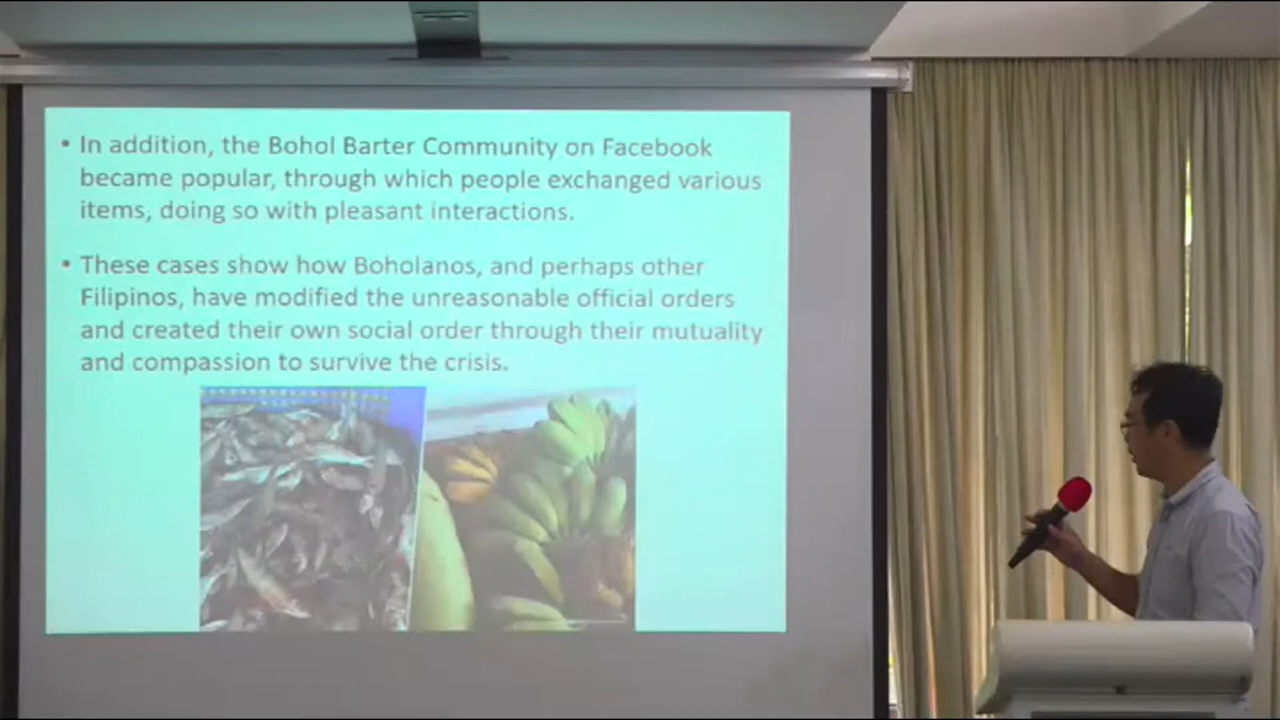 • In addition, the Bohol Barter Community on Facebook
became popular, through which people exchanged various
items, doing so with pleasant interactions.
• These cases show how Boholanos, and perhaps other
Filipinos, have modified the unreasonable official orders
and created their own social order through their mutuality
and compassion to survive the crisis.